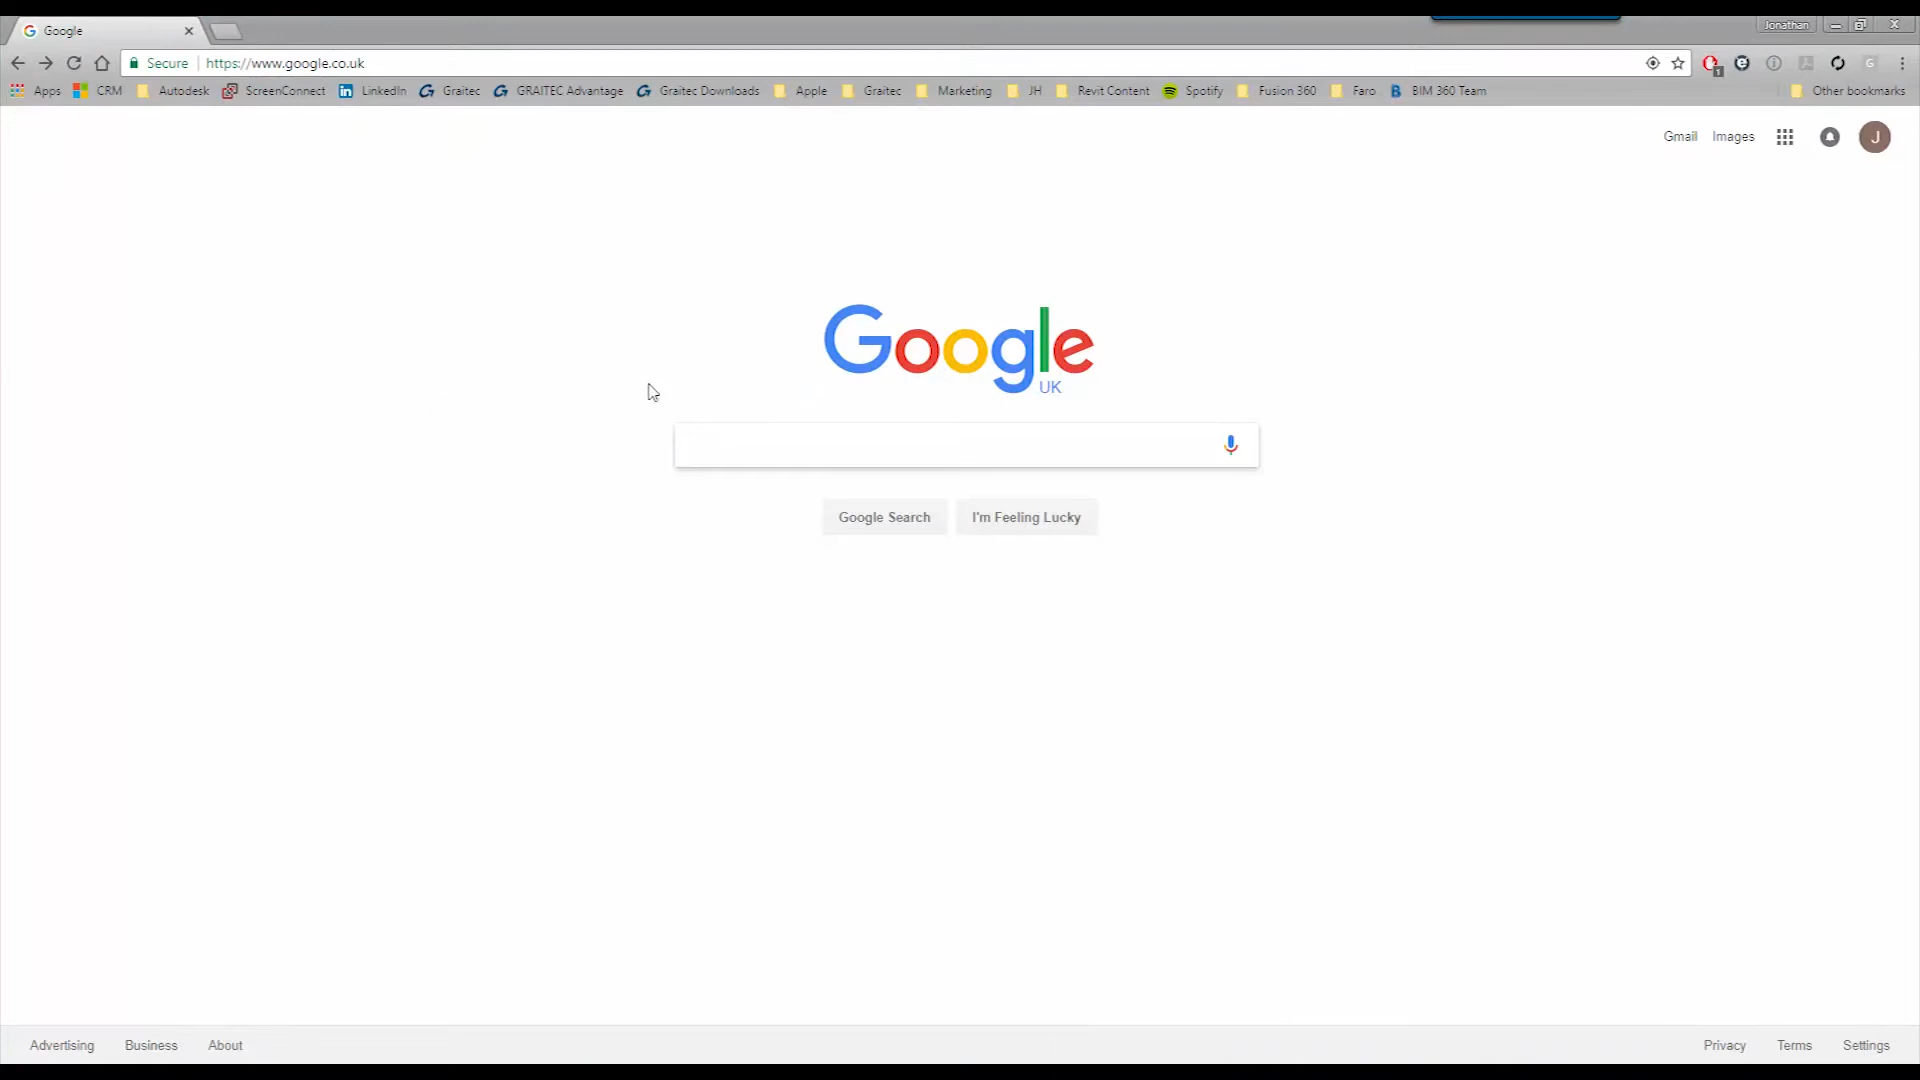 Google
Jonathan
Secure https://www.google.co.uk
1 G
Apps CRM Autodesk ScreenConnect LinkedIn Graitec GRAITEC Advantage Graitec Downloads Apple Graitec Marketing JH Revit Content Spotify Fusion 360 Faro BIM 360 Team Other bookmarks
Gmail Images J
Google
UK
Google Search I'm Feeling Lucky
Advertising Business About Privacy Terms Settings